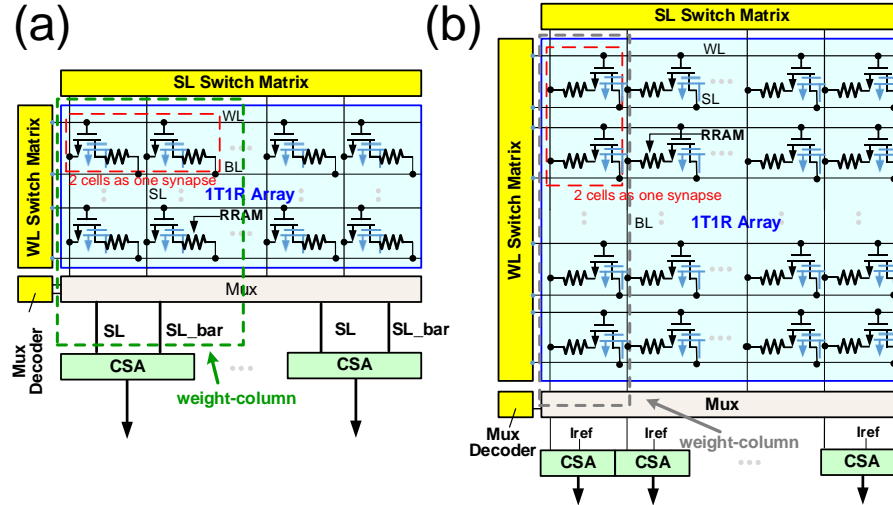 (a)
SL Switch Matrix
WL Switch Matrix
WL
BL
2 cells as one synapse
SL
1T1R Array
RRAM
Mux
Mux Decoder
SL
SL_bar
SL
SL_bar
CSA
CSA
weight-column
(b)
SL Switch Matrix
WL Switch Matrix
WL
SL
RRAM
2 cells as one synapse
BL
1T1R Array
Mux
Mux
Decoder
weight-column
Iref
Iref
Iref
CSA
CSA
CSA